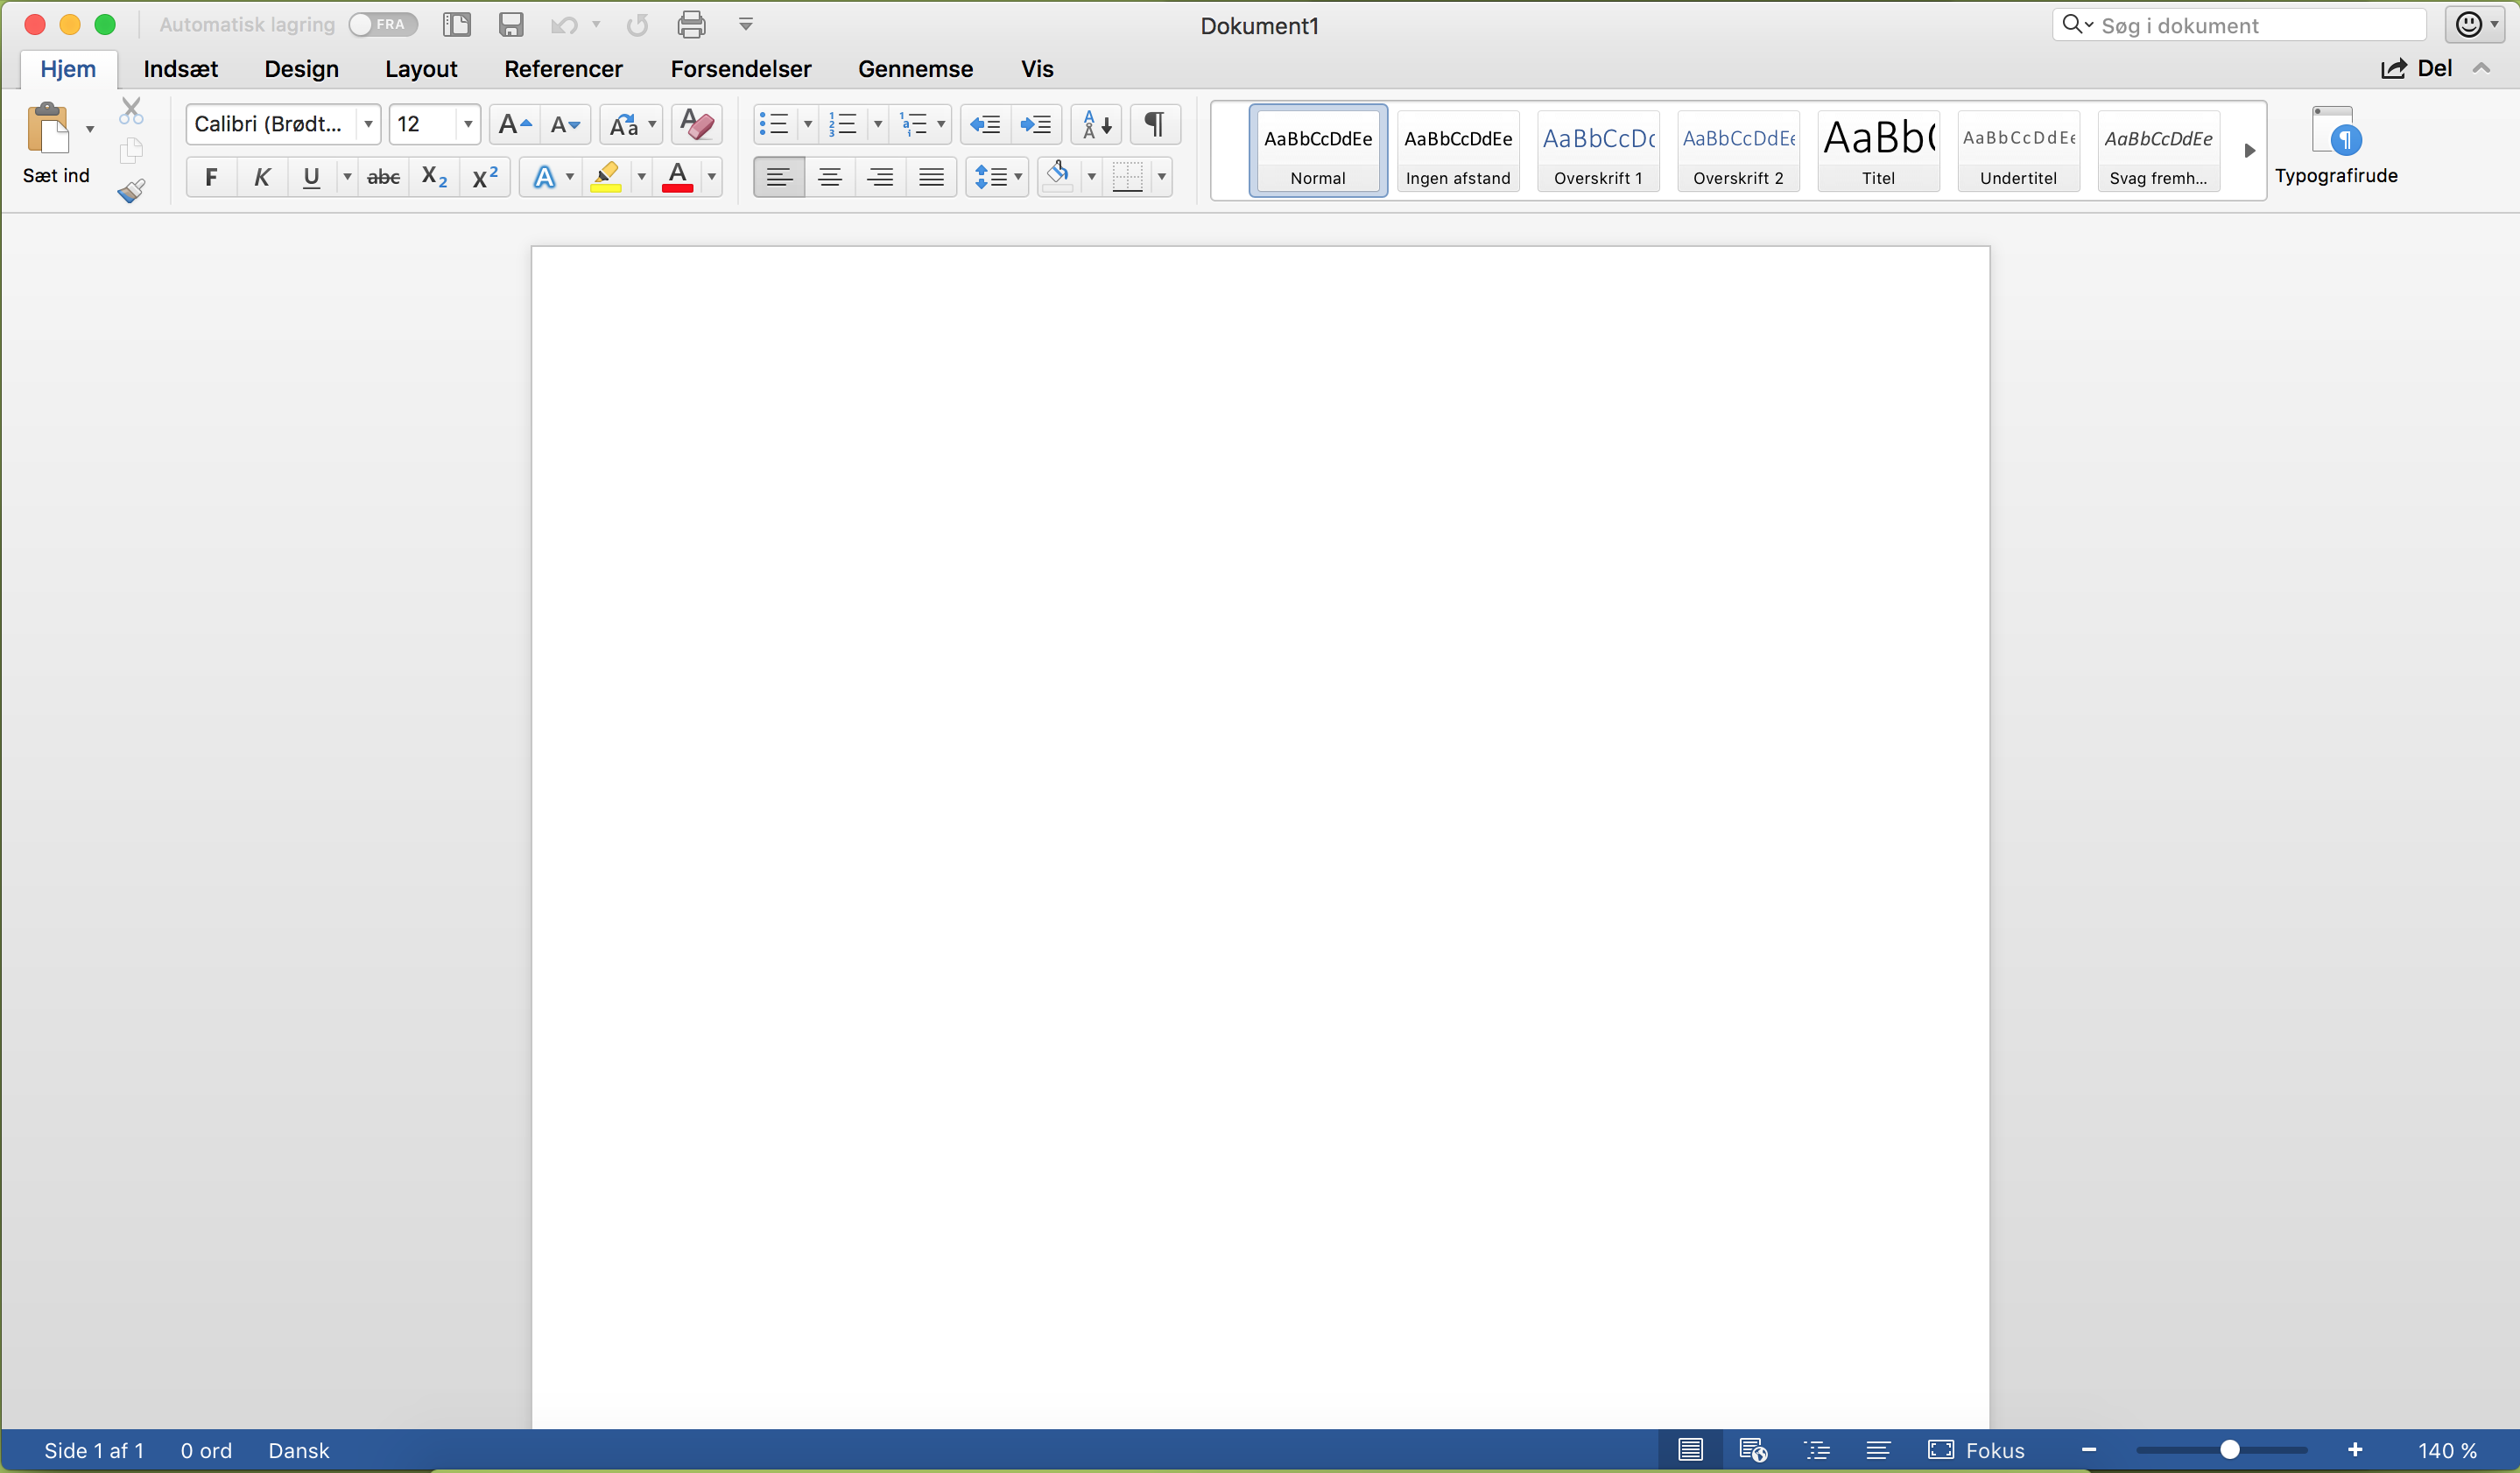 Automatisk lagring FRA Dokument1 Søg i dokument
Hjem Indsæt Design Layout Referencer Forsendelser Gennemse Vis Del
Calibri (Brødt... 12
Sæt ind
F K U abc X2 X2
AaBbCcDdEe AaBbCcDdEe AaBbCcDc AaBbCcDdEe AaBb( AaBbCcDdEe AaBbCcDdEe
Normal Ingen afstand Overskrift 1 Overskrift 2 Titel Undertitel Svag fremh... Typografirude
Side 1 af 1 0 ord Dansk Fokus 140 %